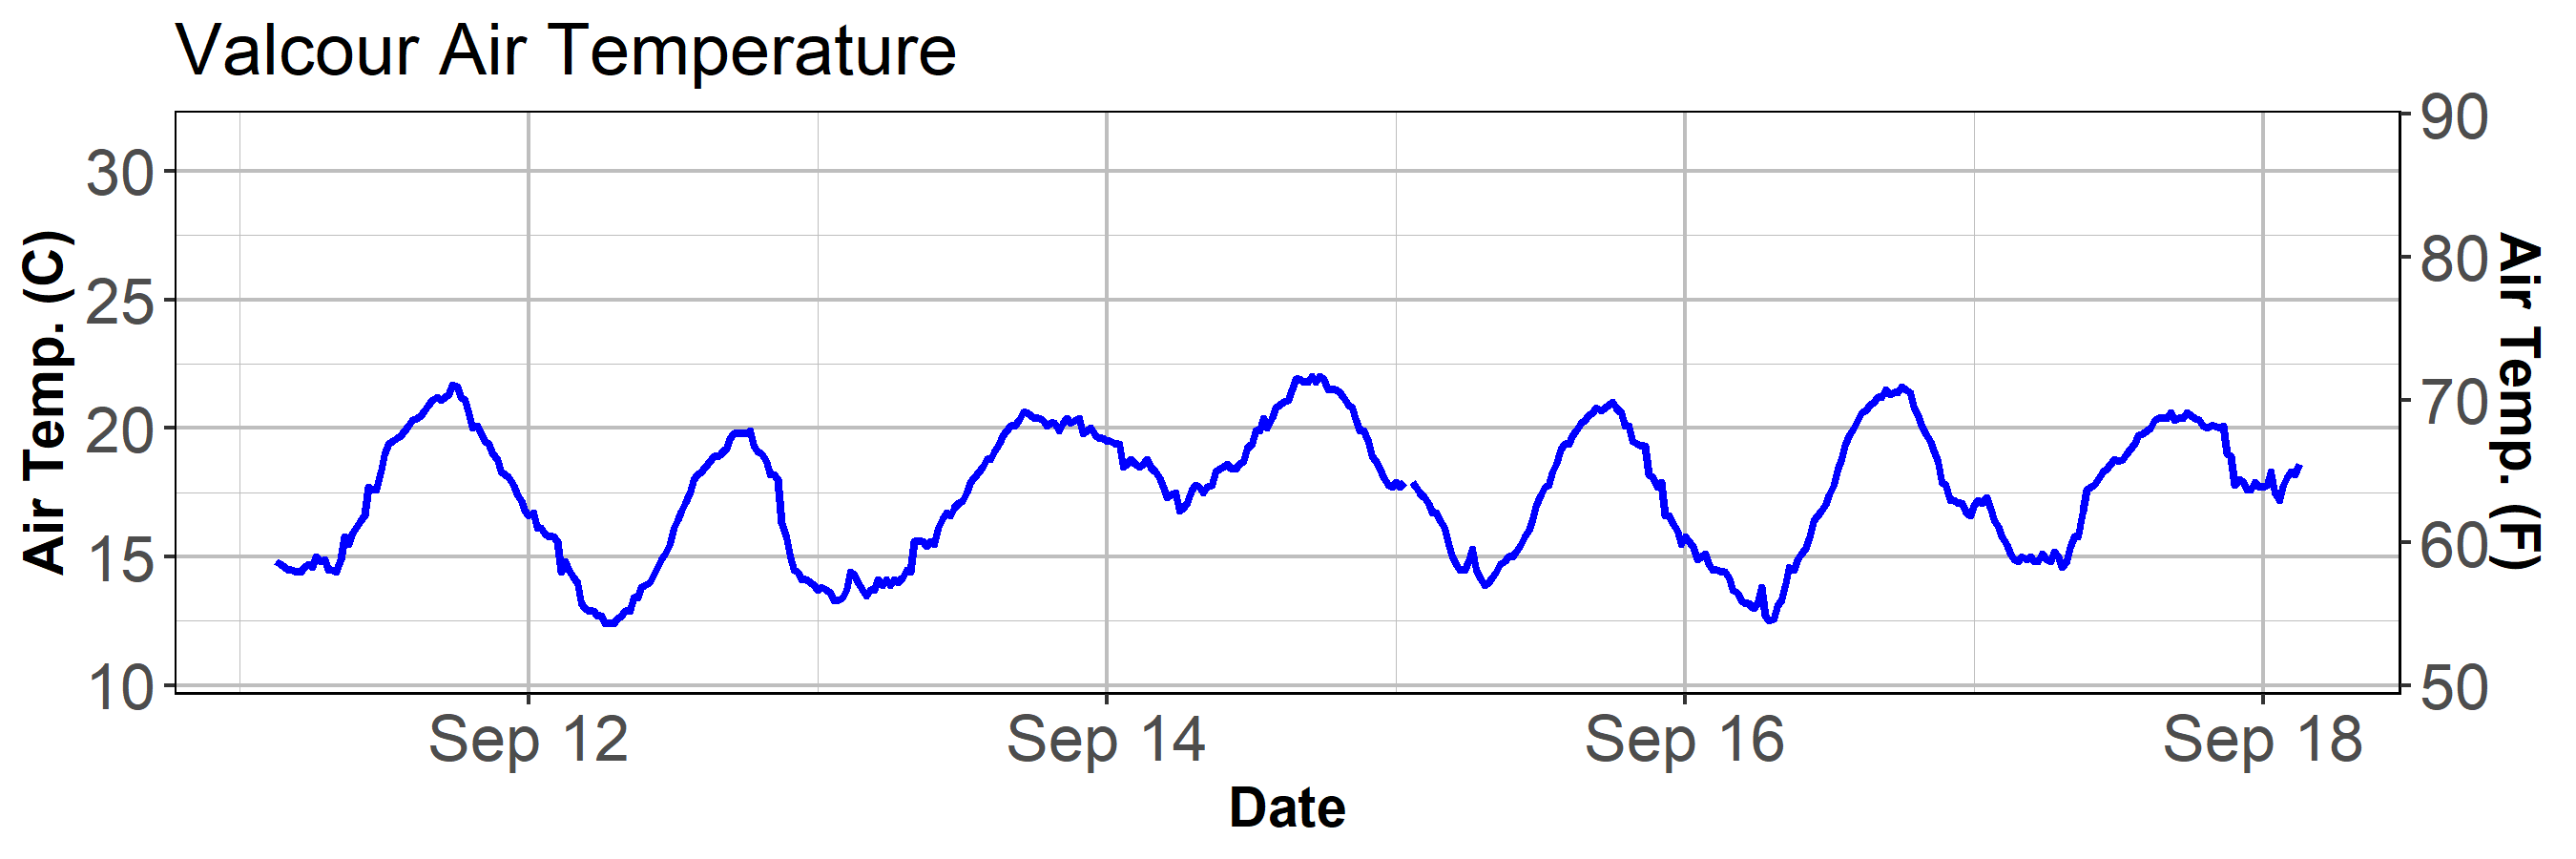 Valcour Air Temperature
Air Temp. (C)
30
25
20
15
10
90
80
70
60
50
Air Temp. (F)
Sep 12
Sep 14
Sep 16
Sep 18
Date